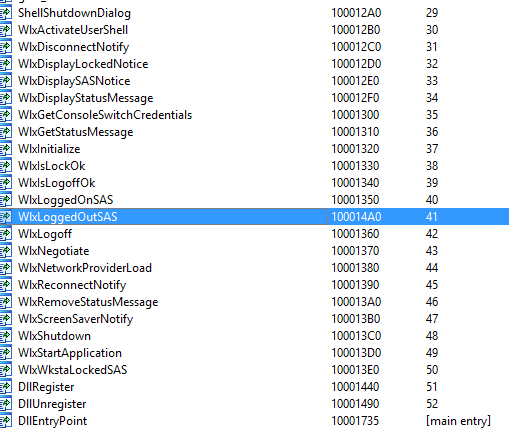 ShellShutdownDialog 100012A0 29
WlxActivateUserShell 100012B0 30
WlxDisconnectNotify 100012C0 31
WlxDisplayLockedNotice 100012D0 32
WlxDisplaySASNotice 100012E0 33
WlxDisplayStatusMessage 100012F0 34
WlxGetConsoleSwitchCredentials 10001300 35
WlxGetStatusMessage 10001310 36
WlxInitialize 10001320 37
WlxIsLockOk 10001330 38
WlxIsLogoffOk 10001340 39
WlxLoggedOnSAS 10001350 40
WlxLoggedOutSAS 100014A0 41
WlxLogoff 10001360 42
WlxNegotiate 10001370 43
WlxNetworkProviderLoad 10001380 44
WlxReconnectNotify 10001390 45
WlxRemoveStatusMessage 100013A0 46
WlxScreenSaverNotify 100013B0 47
WlxShutdown 100013C0 48
WlxStartApplication 100013D0 49
WlxWkstaLockedSAS 100013E0 50
DllRegister 10001440 51
DllUnregister 10001490 52
DllEntryPoint 10001735 [main entry]